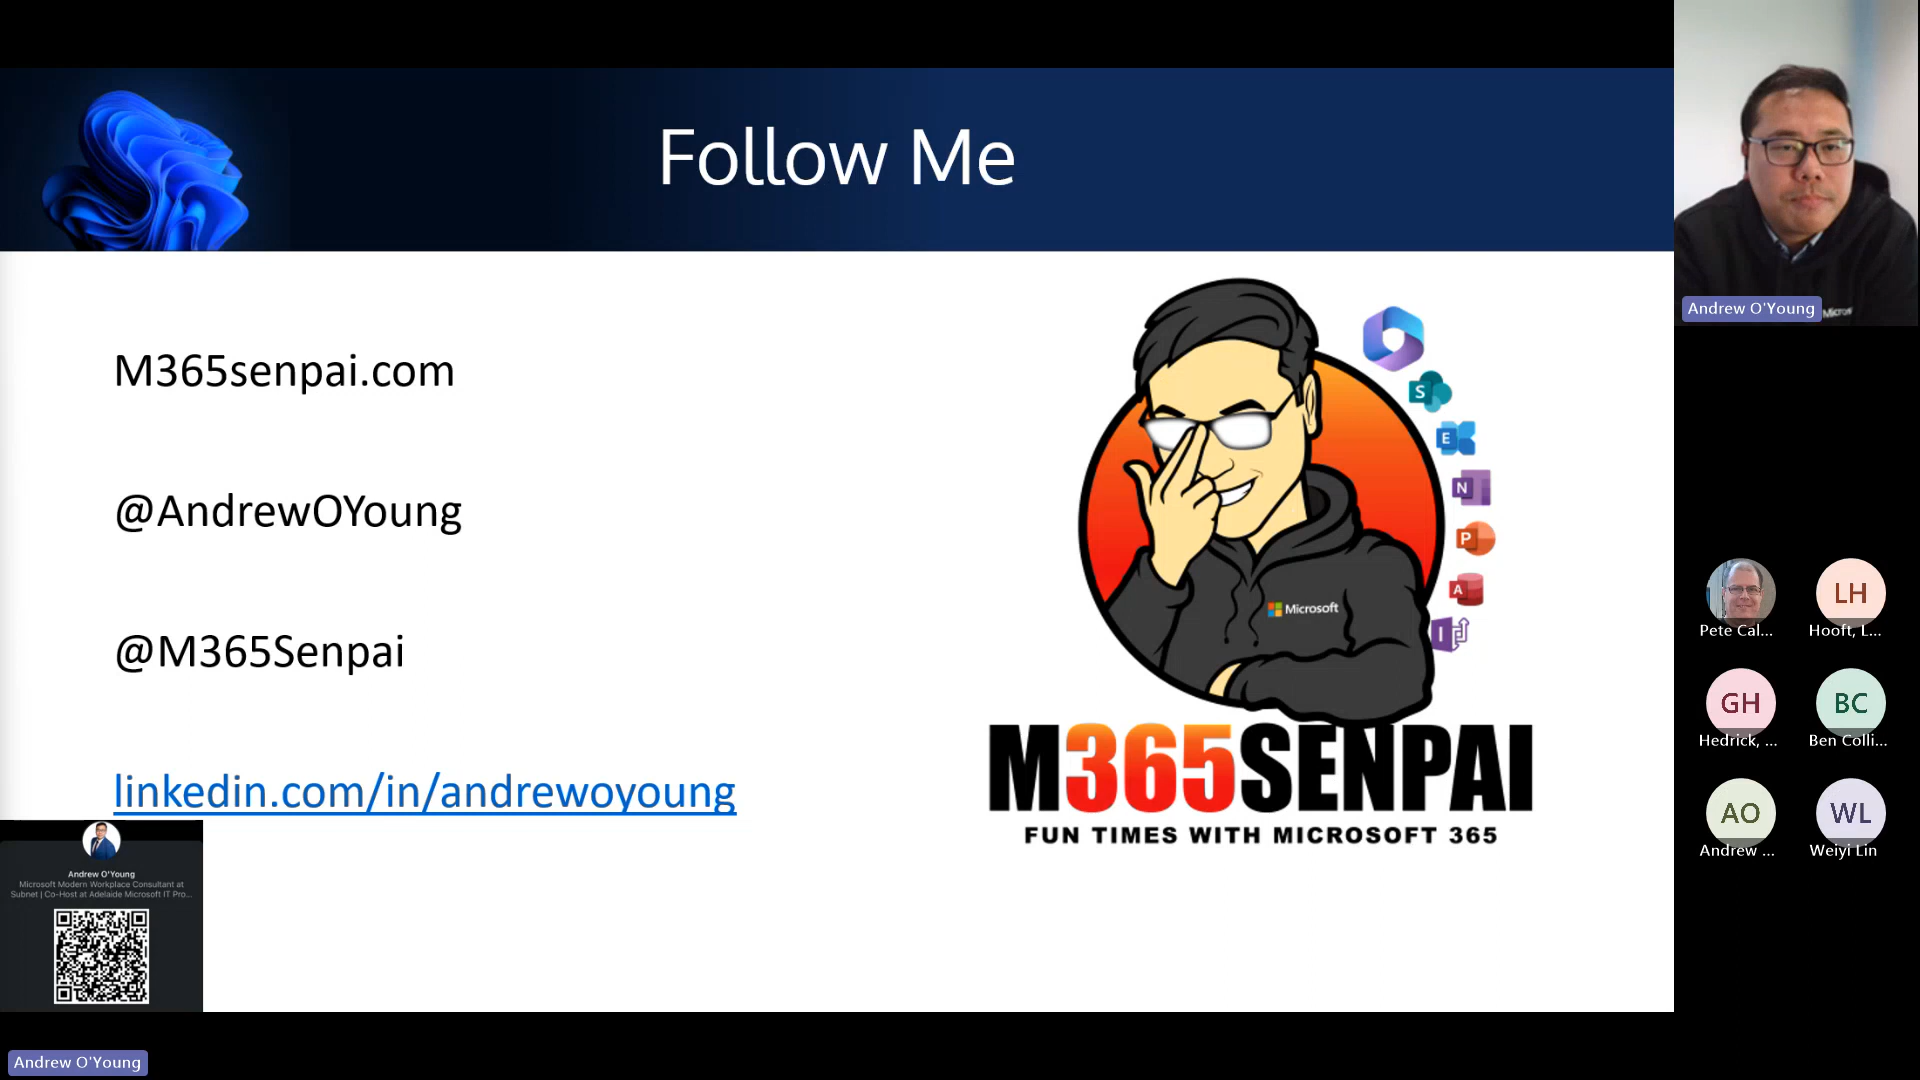 Follow Me
M365senpai.com
@AndrewOYoung
@M365Senpai
linkedin.com/in/andrewoyoung
S
E
N
P
A
Microsoft
M365SENPAI
FUN TIMES WITH MICROSOFT 365
Andrew O'Young
Microsoft Modern Workplace Consultant at
Subnet | Co-Host at Adelaide Microsoft IT Pro...
Andrew O'Young
Andrew O'Young
Pete Cal...
LH
Hooft, L...
GH
Hedrick, ...
BC
Ben Colli...
AO
Andrew ...
WL
Weiyi Lin